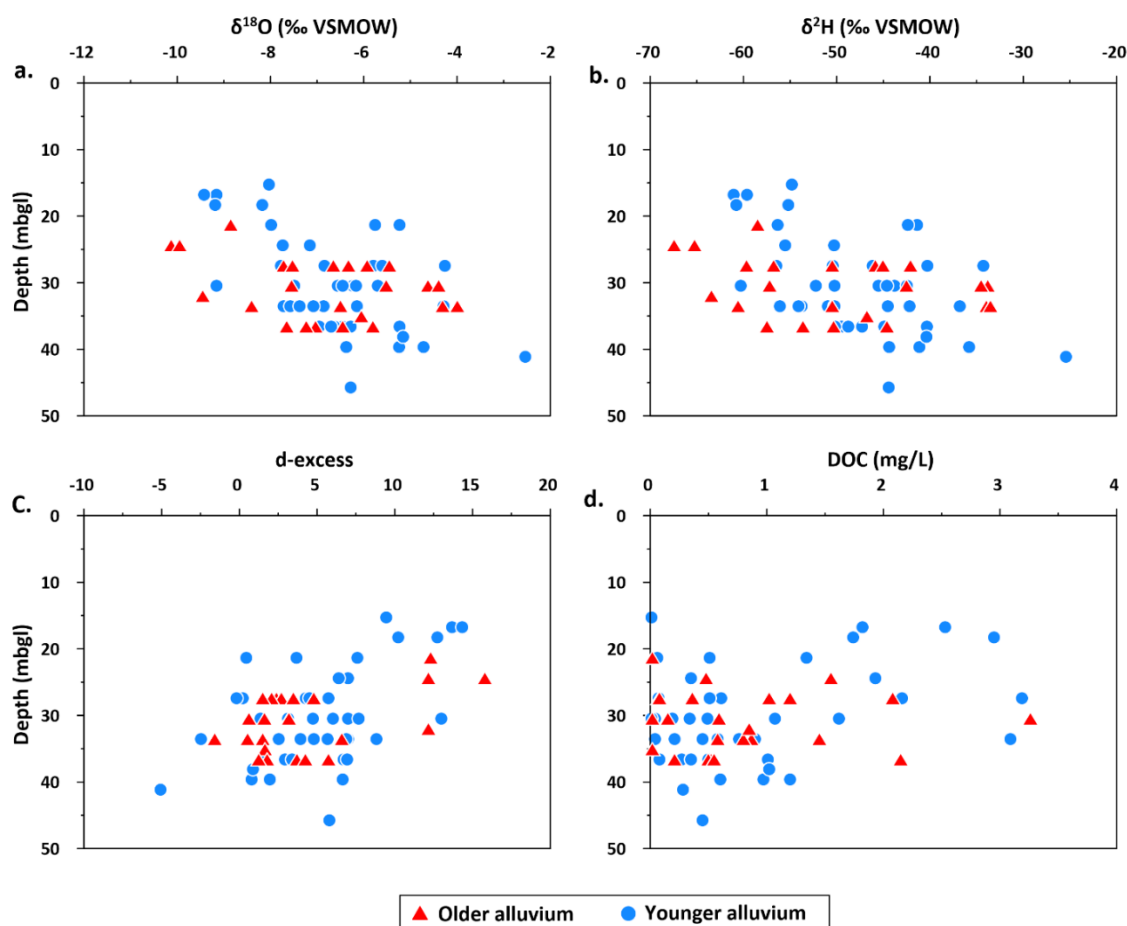 δ¹⁸O (‰ VSMOW)
-12 -10 -8 -6 -4 -2
a.
0
10
20
30
40
50
Depth (mbgl)
δ²H (‰ VSMOW)
-70 -60 -50 -40 -30 -20
b.
0
10
20
30
40
50
d-excess
-10 -5 0 5 10 15 20
c.
0
10
20
30
40
50
Depth (mbgl)
DOC (mg/L)
0 1 2 3 4
d.
0
10
20
30
40
50
Older alluvium Younger alluvium